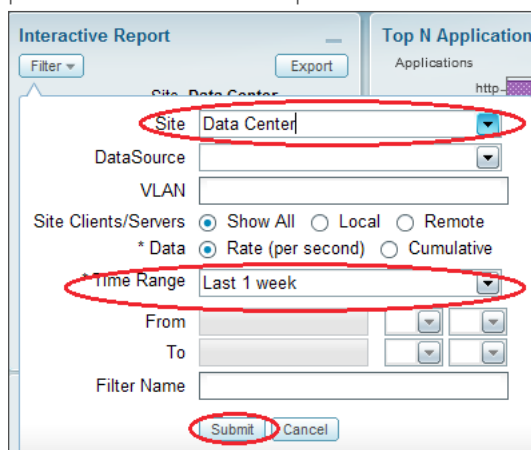 Interactive Report
Filter
Export
Site Data Center
Site Data Center
DataSource
VLAN
Site Clients/Servers Show All Local Remote
* Data Rate (per second) Cumulative
* Time Range Last 1 week
From
To
Filter Name
Submit Cancel
Top N Application
Applications
http